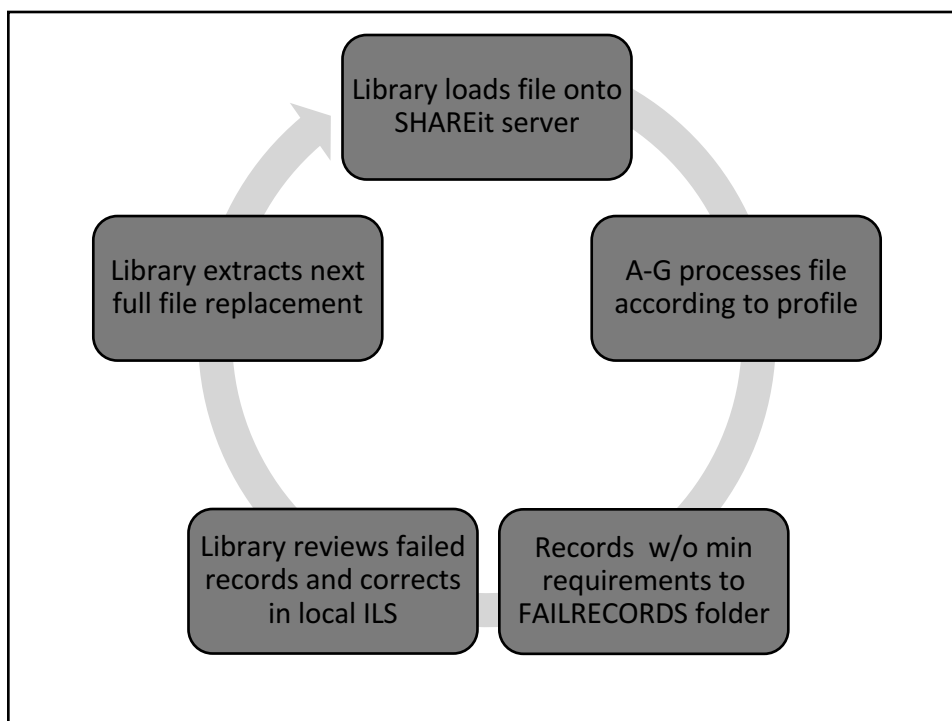 Library loads file onto
SHAREit server
A-G processes file
according to profile
Records  w/o min
requirements to
FAILRECORDS folder
Library reviews failed
records and corrects
in local ILS
Library extracts next
full file replacement